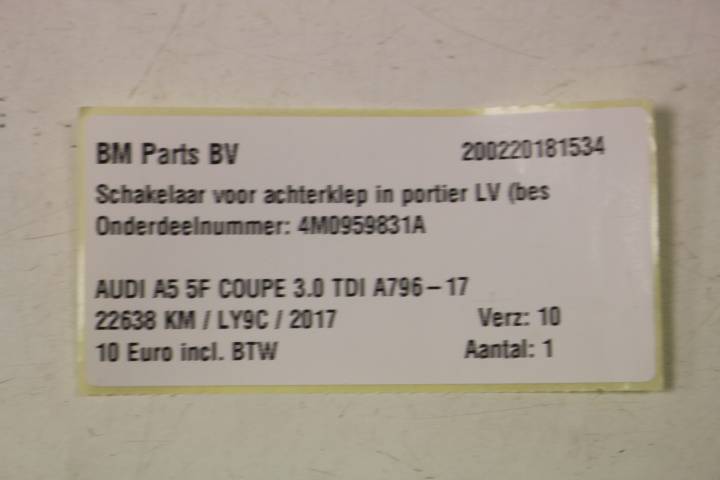 BM Parts BV 200220181534
Schakelaar voor achterklep in portier LV (bes
Onderdeelnummer: 4M0959831A
AUDI A5 5F COUPE 3.0 TDI A796-17
22638 KM / LY9C / 2017 Verz: 10
10 Euro incl. BTW Aantal: 1